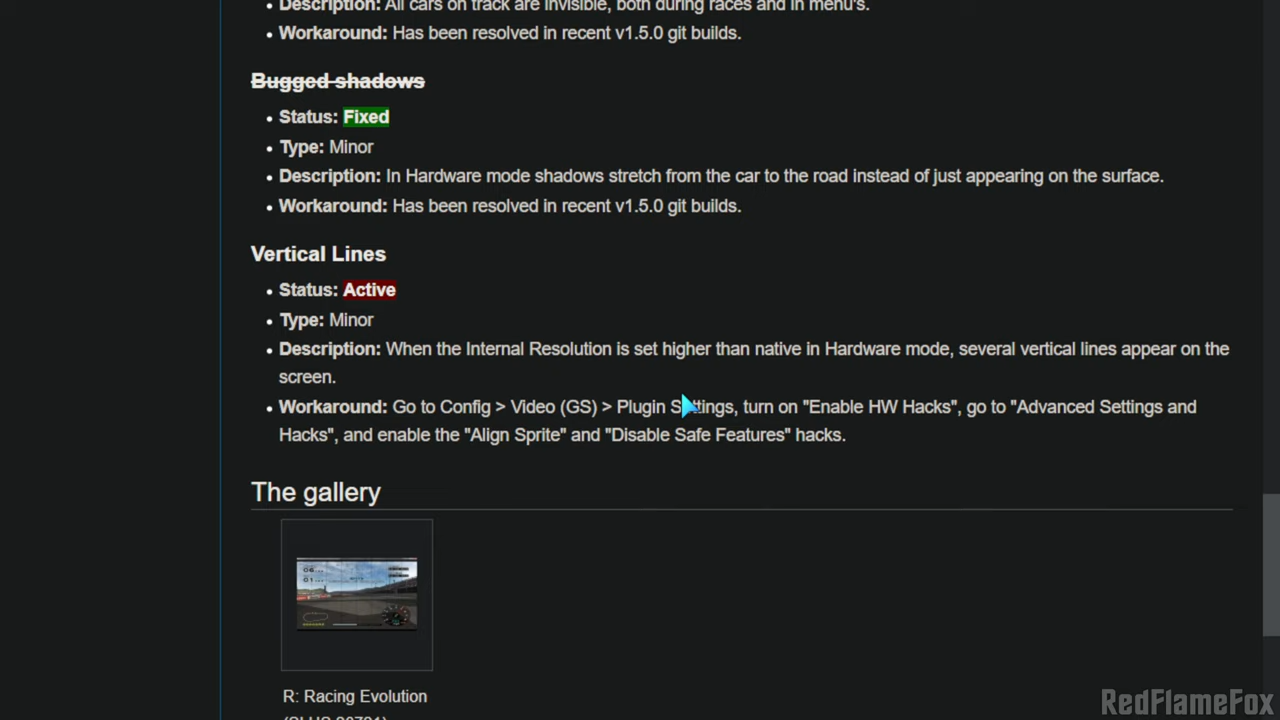 Description: All cars on track are invisible, both during races and in menu's.
Workaround: Has been resolved in recent v1.5.0 git builds.
Bugged shadows
Status: Fixed
Type: Minor
Description: In Hardware mode shadows stretch from the car to the road instead of just appearing on the surface.
Workaround: Has been resolved in recent v1.5.0 git builds.
Vertical Lines
Status: Active
Type: Minor
Description: When the Internal Resolution is set higher than native in Hardware mode, several vertical lines appear on the
screen.
Workaround: Go to Config > Video (GS) > Plugin Settings, turn on "Enable HW Hacks", go to "Advanced Settings and
Hacks", and enable the "Align Sprite" and "Disable Safe Features" hacks.
The gallery
R: Racing Evolution
RedFlameFox